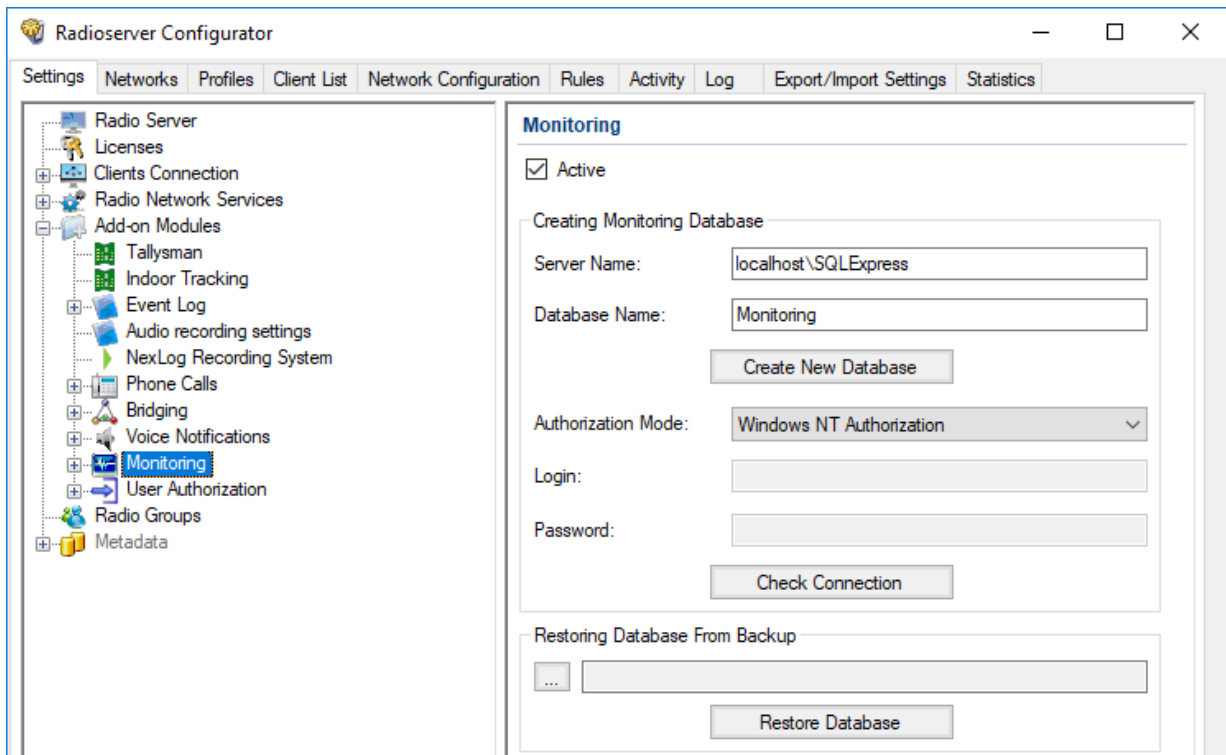 Radioserver Configurator
Settings Networks Profiles Client List Network Configuration Rules Activity Log Export/Import Settings Statistics
Radio Server
Licenses
Clients Connection
Radio Network Services
Add-on Modules
Tallysman
Indoor Tracking
Event Log
Audio recording settings
NexLog Recording System
Phone Calls
Bridging
Voice Notifications
Monitoring
User Authorization
Radio Groups
Metadata
Monitoring
Active
Creating Monitoring Database
Server Name: localhost\SQLExpress
Database Name: Monitoring
Create New Database
Authorization Mode: Windows NT Authorization
Login:
Password:
Check Connection
Restoring Database From Backup
...
Restore Database